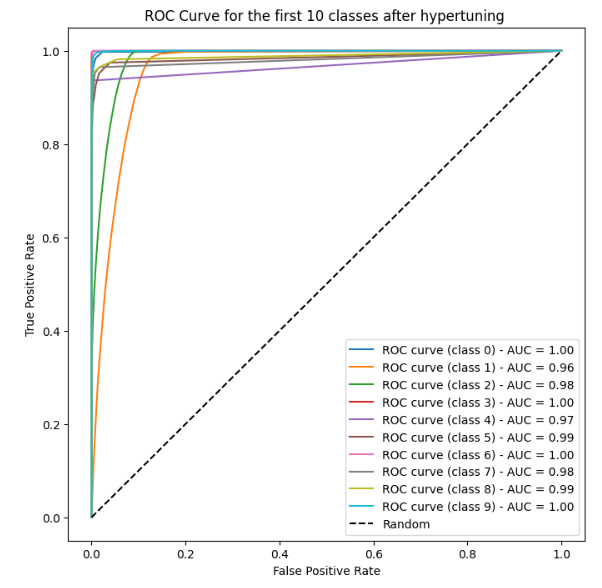 ROC Curve for the first 10 classes after hypertuning
1.0
0.8
0.6
0.4
0.2
0.0
True Positive Rate
ROC curve (class 0) - AUC = 1.00
ROC curve (class 1) - AUC = 0.96
ROC curve (class 2) - AUC = 0.98
ROC curve (class 3) - AUC = 1.00
ROC curve (class 4) - AUC = 0.97
ROC curve (class 5) - AUC = 0.99
ROC curve (class 6) - AUC = 1.00
ROC curve (class 7) - AUC = 0.98
ROC curve (class 8) - AUC = 0.99
ROC curve (class 9) - AUC = 1.00
Random
0.0 0.2 0.4 0.6 0.8 1.0
False Positive Rate